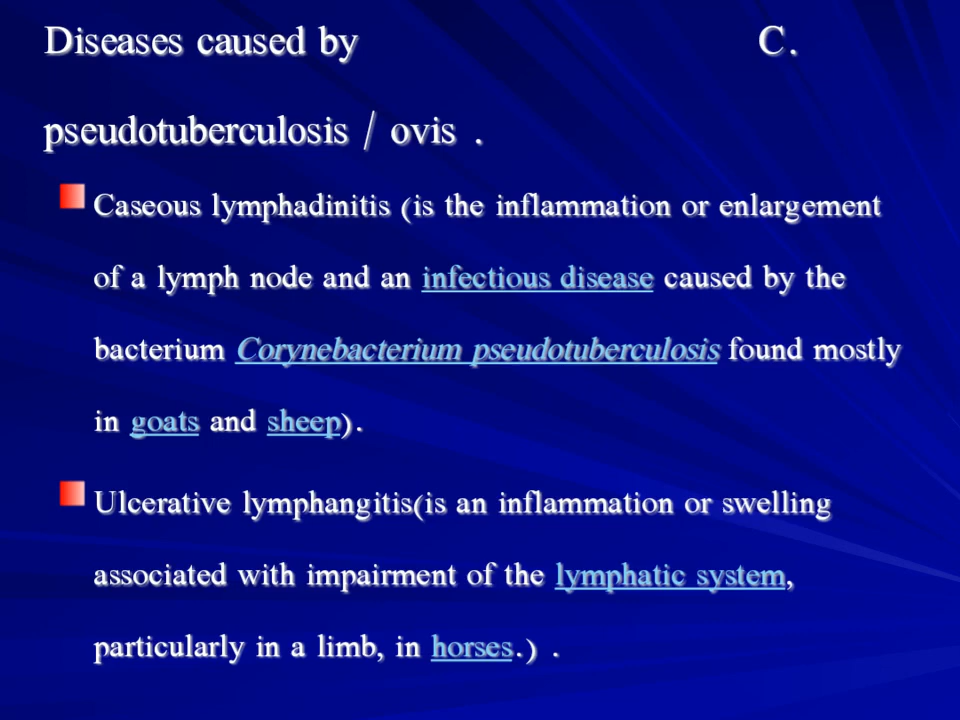 Diseases caused by C.
pseudotuberculosis / ovis .
Caseous lymphadinitis (is the inflammation or enlargement
of a lymph node and an infectious disease caused by the
bacterium Corynebacterium pseudotuberculosis found mostly
in goats and sheep).
Ulcerative lymphangitis(is an inflammation or swelling
associated with impairment of the lymphatic system,
particularly in a limb, in horses.) .